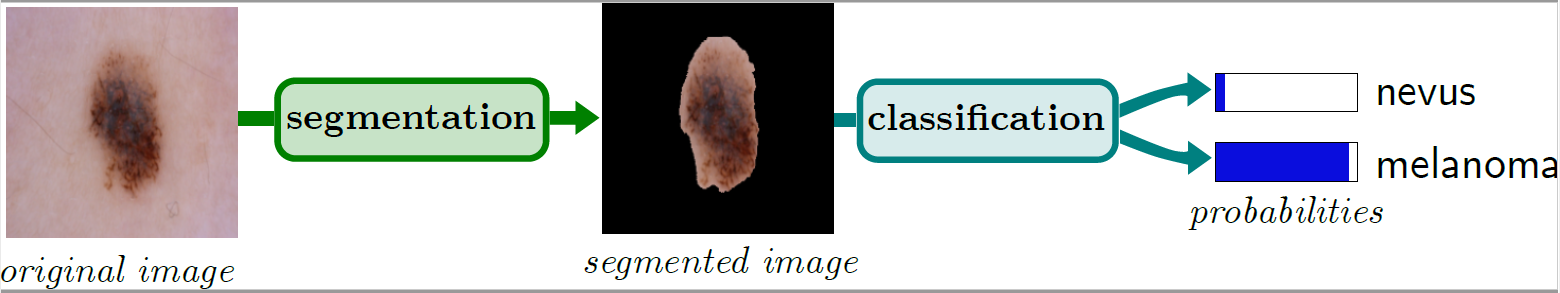 segmentation
classification
nevus
melanoma
probabilities
original image
segmented image